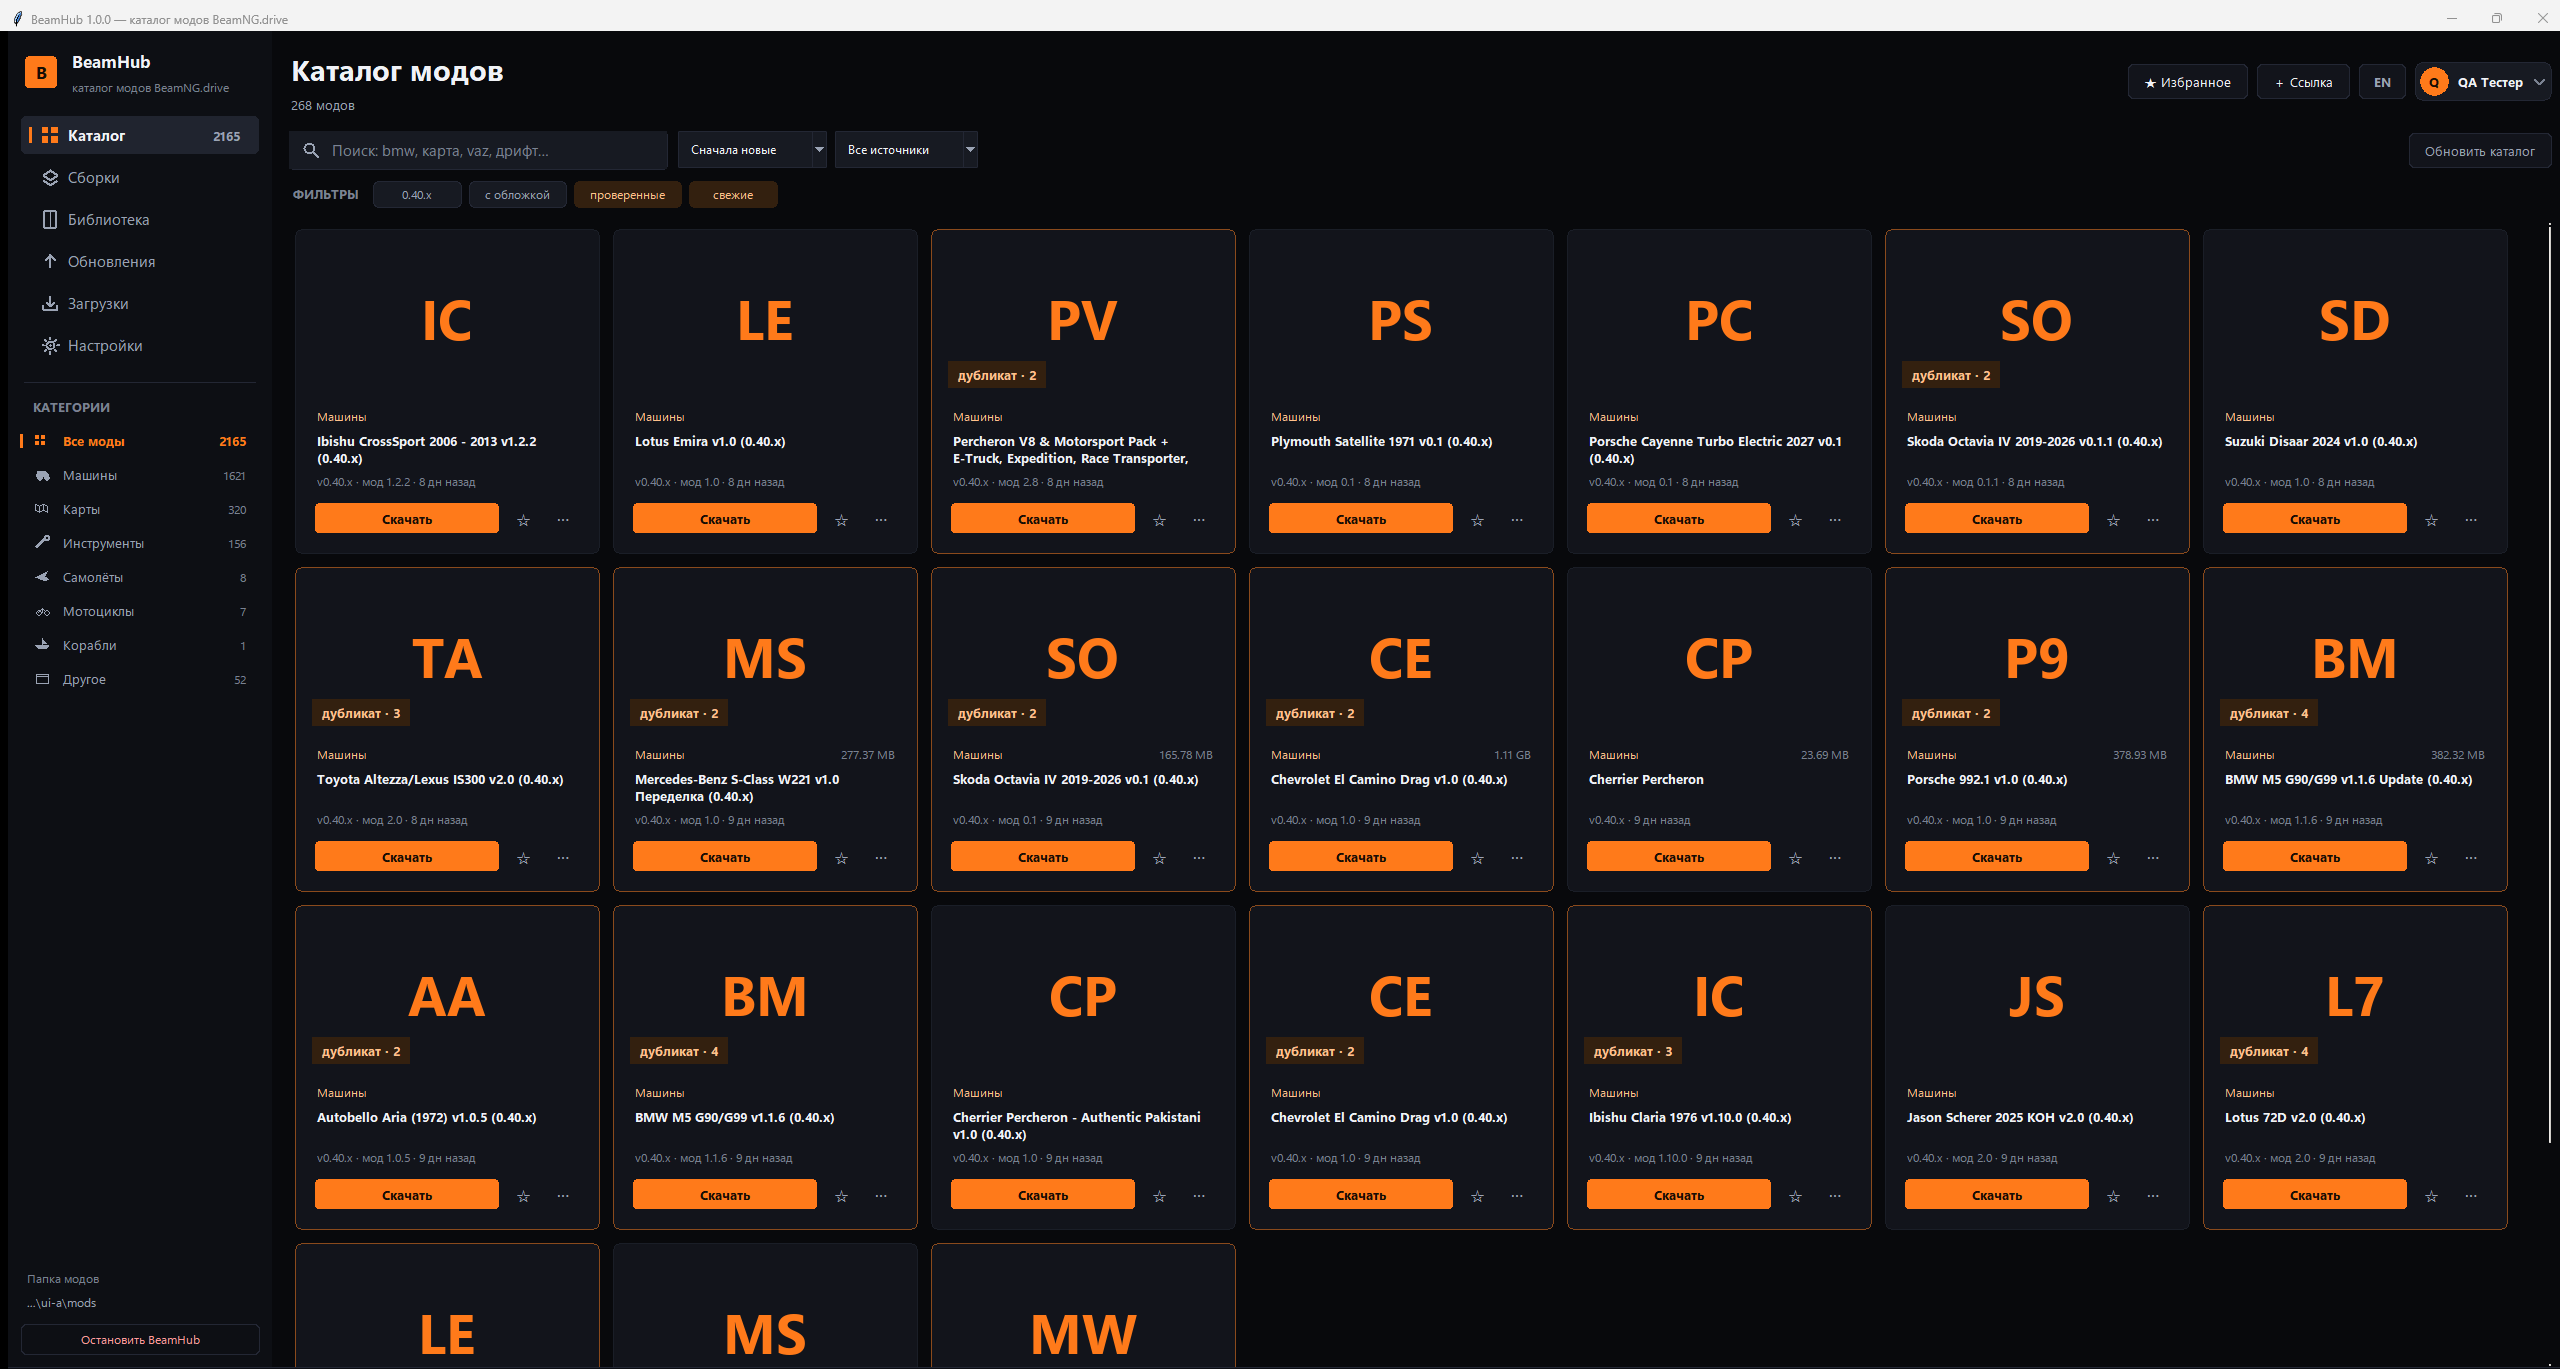 BeamHub 1.0.0 — каталог модов BeamNG.drive
B
BeamHub
каталог модов BeamNG.drive
Каталог 2165
Сборки
Библиотека
Обновления
Загрузки
Настройки
КАТЕГОРИИ
Все моды 2165
Машины 1621
Карты 320
Инструменты 156
Самолёты 8
Мотоциклы 7
Корабли 1
Другое 52
Папка модов
...\ui-a\mods
Остановить BeamHub
Каталог модов
268 модов
★ Избранное
+ Ссылка
EN
Q
QA Тестер
Поиск: bmw, карта, vaz, дрифт...
Сначала новые
Все источники
Обновить каталог
ФИЛЬТРЫ
0.40.x
с обложкой
проверенные
свежие
IC
Машины
Ibishu CrossSport 2006 - 2013 v1.2.2
(0.40.x)
v0.40.x · мод 1.2.2 · 8 дн назад
Скачать
LE
Машины
Lotus Emira v1.0 (0.40.x)
v0.40.x · мод 1.0 · 8 дн назад
Скачать
PV
дубликат · 2
Машины
Percheron V8 & Motorsport Pack +
E-Truck, Expedition, Race Transporter,
v0.40.x · мод 2.8 · 8 дн назад
Скачать
PS
Машины
Plymouth Satellite 1971 v0.1 (0.40.x)
v0.40.x · мод 0.1 · 8 дн назад
Скачать
PC
Машины
Porsche Cayenne Turbo Electric 2027 v0.1
(0.40.x)
v0.40.x · мод 0.1 · 8 дн назад
Скачать
SO
дубликат · 2
Машины
Skoda Octavia IV 2019-2026 v0.1.1 (0.40.x)
v0.40.x · мод 0.1.1 · 8 дн назад
Скачать
SD
Машины
Suzuki Disaar 2024 v1.0 (0.40.x)
v0.40.x · мод 1.0 · 8 дн назад
Скачать
TA
дубликат · 3
Машины
Toyota Altezza/Lexus IS300 v2.0 (0.40.x)
v0.40.x · мод 2.0 · 8 дн назад
Скачать
MS
дубликат · 2
Машины 277.37 MB
Mercedes-Benz S-Class W221 v1.0
Переделка (0.40.x)
v0.40.x · мод 1.0 · 9 дн назад
Скачать
SO
дубликат · 2
Машины 165.78 MB
Skoda Octavia IV 2019-2026 v0.1 (0.40.x)
v0.40.x · мод 0.1 · 9 дн назад
Скачать
CE
дубликат · 2
Машины 1.11 GB
Chevrolet El Camino Drag v1.0 (0.40.x)
v0.40.x · мод 1.0 · 9 дн назад
Скачать
CP
Машины 23.69 MB
Cherrier Percheron
v0.40.x · 9 дн назад
Скачать
P9
дубликат · 2
Машины 378.93 MB
Porsche 992.1 v1.0 (0.40.x)
v0.40.x · мод 1.0 · 9 дн назад
Скачать
BM
дубликат · 4
Машины 382.32 MB
BMW M5 G90/G99 v1.1.6 Update (0.40.x)
v0.40.x · мод 1.1.6 · 9 дн назад
Скачать
AA
дубликат · 2
Машины
Autobello Aria (1972) v1.0.5 (0.40.x)
v0.40.x · мод 1.0.5 · 9 дн назад
Скачать
BM
дубликат · 4
Машины
BMW M5 G90/G99 v1.1.6 (0.40.x)
v0.40.x · мод 1.1.6 · 9 дн назад
Скачать
CP
Машины
Cherrier Percheron - Authentic Pakistani
v1.0 (0.40.x)
v0.40.x · мод 1.0 · 9 дн назад
Скачать
CE
дубликат · 2
Машины
Chevrolet El Camino Drag v1.0 (0.40.x)
v0.40.x · мод 1.0 · 9 дн назад
Скачать
IC
дубликат · 3
Машины
Ibishu Claria 1976 v1.10.0 (0.40.x)
v0.40.x · мод 1.10.0 · 9 дн назад
Скачать
JS
Машины
Jason Scherer 2025 KOH v2.0 (0.40.x)
v0.40.x · мод 2.0 · 9 дн назад
Скачать
L7
дубликат · 4
Машины
Lotus 72D v2.0 (0.40.x)
v0.40.x · мод 2.0 · 9 дн назад
Скачать
LE
MS
MW